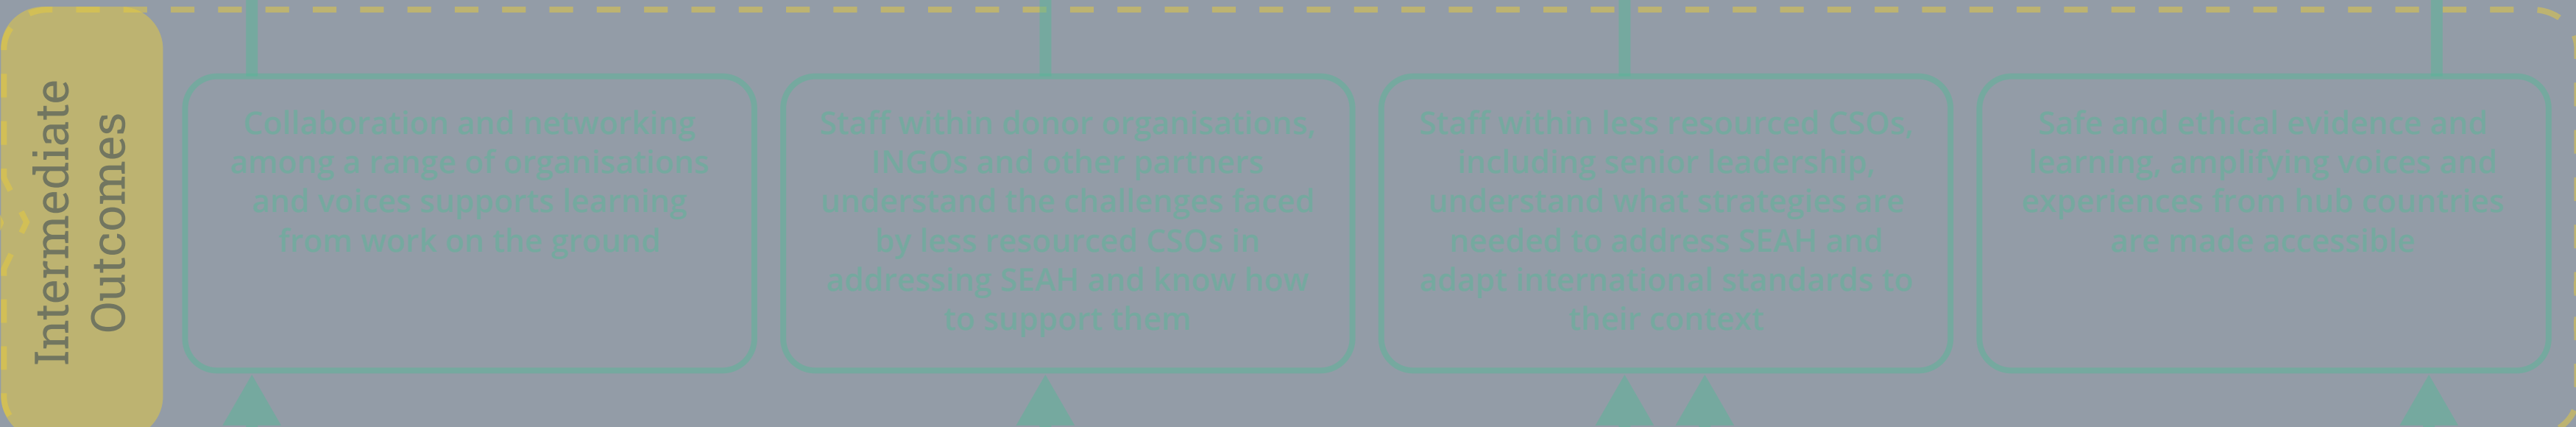 Intermediate
Outcomes
Collaboration and networking
among a range of organisations
and voices supports learning
from work on the ground
Staff within donor organisations,
INGOs and other partners
understand the challenges faced
by less resourced CSOs in
addressing SEAH and know how
to support them
Staff within less resourced CSOs,
including senior leadership,
understand what strategies are
needed to address SEAH and
adapt international standards to
their context
Safe and ethical evidence and
learning, amplifying voices and
experiences from hub countries
are made accessible